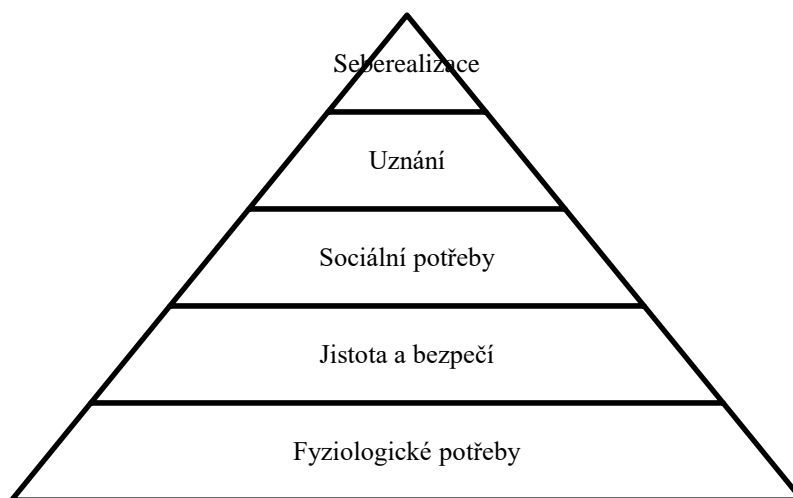 Seberealizace
Uznání
Sociální potřeby
Jistota a bezpečí
Fyziologické potřeby